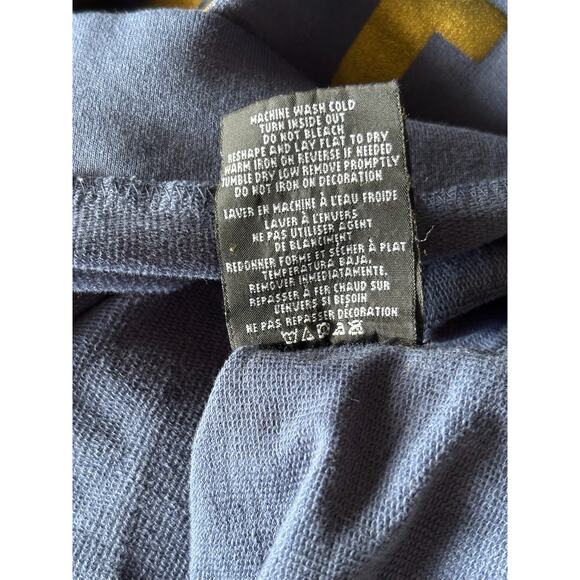 MACHINE WASH COLD
TURN INSIDE OUT
DO NOT BLEACH
RESHAPE AND LAY FLAT TO DRY
WARM IRON ON REVERSE IF NEEDED
TUMBLE DRY LOW REMOVE PROMPTLY
DO NOT IRON ON DECORATION
LAVER EN MACHINE À L'EAU FROIDE
LAVER À L'ENVERS
NE PAS UTILISER AGENT
DE BLANCIMENT
REDONNER FORME ET SÉCHER À PLAT
TEMPERATURA BAJA,
REMOVER INMEDIATAMENTE.
REPASSER À FER CHAUD SUR
L'ENVERS SI BESOIN
NE PAS REPASSER DÉCORATION